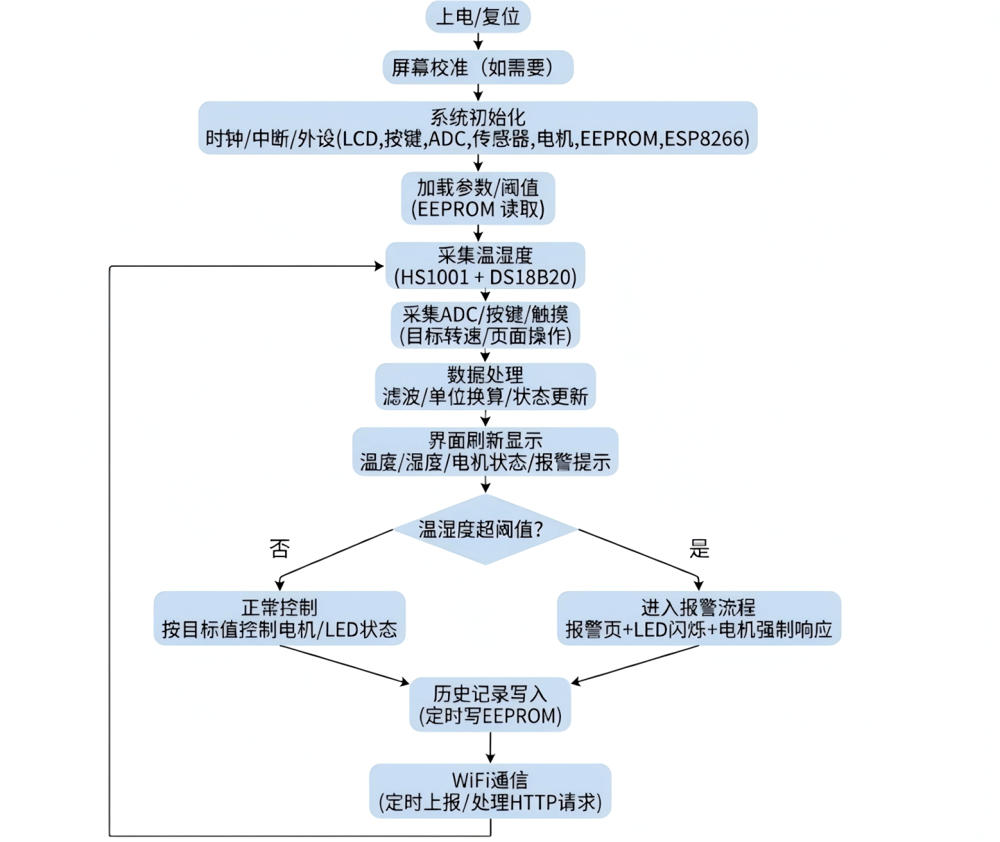 上电/复位
屏幕校准（如需要）
系统初始化
时钟/中断/外设(LCD,按键,ADC,传感器,电机,EEPROM,ESP8266)
加载参数/阈值
(EEPROM 读取)
采集温湿度
(HS1001 + DS18B20)
采集ADC/按键/触摸
(目标转速/页面操作)
数据处理
滤波/单位换算/状态更新
界面刷新显示
温度/湿度/电机状态/报警提示
温湿度超阈值?
否
是
正常控制
按目标值控制电机/LED状态
进入报警流程
报警页+LED闪烁+电机强制响应
历史记录写入
(定时写EEPROM)
WiFi通信
(定时上报/处理HTTP请求)